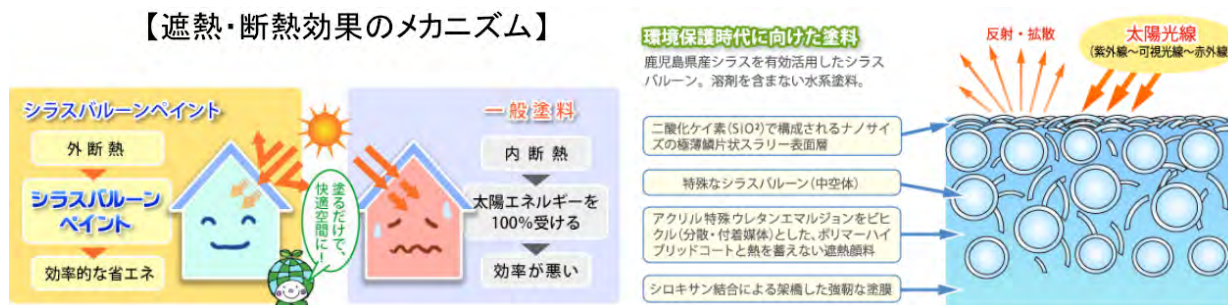 【遮熱・断熱効果のメカニズム】
シラスバルーンペイント
外断熱
シラスバルーン
ペイント
効率的な省エネ
塗るだけで、
快適空間に!
一般塗料
内断熱
太陽エネルギーを
100%受ける
効率が悪い
環境保護時代に向けた塗料
鹿児島県産シラスを有効活用したシラス
バルーン。溶剤を含まない水系塗料。
二酸化ケイ素(SiO²)で構成されるナノサイ
ズの極薄鱗片状スラリー表面層
特殊なシラスバルーン(中空体)
アクリル特殊ウレタンエマルジョンをビヒ
クル(分散・付着媒体)とした、ポリマーハイ
ブリッドコートと熱を蓄えない遮熱顔料
シロキサン結合による架橋した強靭な塗膜
反射・拡散
太陽光線
(紫外線〜可視光線〜赤外線